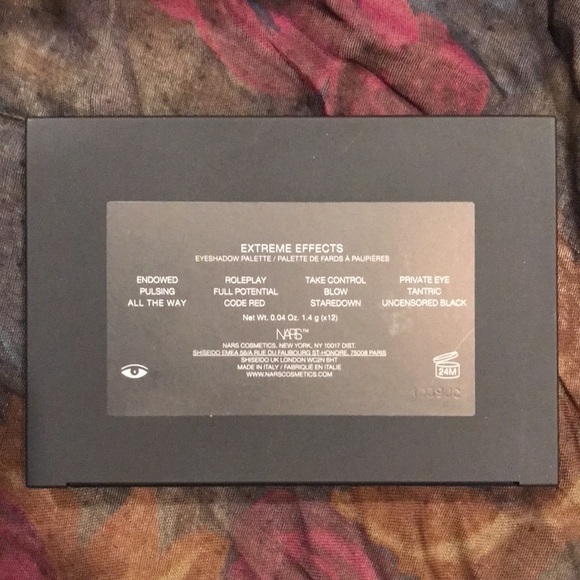 EXTREME EFFECTS
EYESHADOW PALETTE / PALETTE DE FARDS À PAUPIÈRES
ENDOWED ROLEPLAY TAKE CONTROL PRIVATE EYE
PULSING FULL POTENTIAL BLOW TANTRIC
ALL THE WAY CODE RED STAREDOWN UNCENSORED BLACK
Net Wt. 0.04 Oz. 1.4 g (x12)
NARS™
NARS COSMETICS, NEW YORK, NY 10017 DIST.
SHISEIDO EMEA 56/A RUE DU FAUBOURG ST-HONORE, 75008 PARIS
SHISEIDO UK LONDON WC2N 6HT
MADE IN ITALY / FABRIQUÉ EN ITALIE
WWW.NARSCOSMETICS.COM
24M